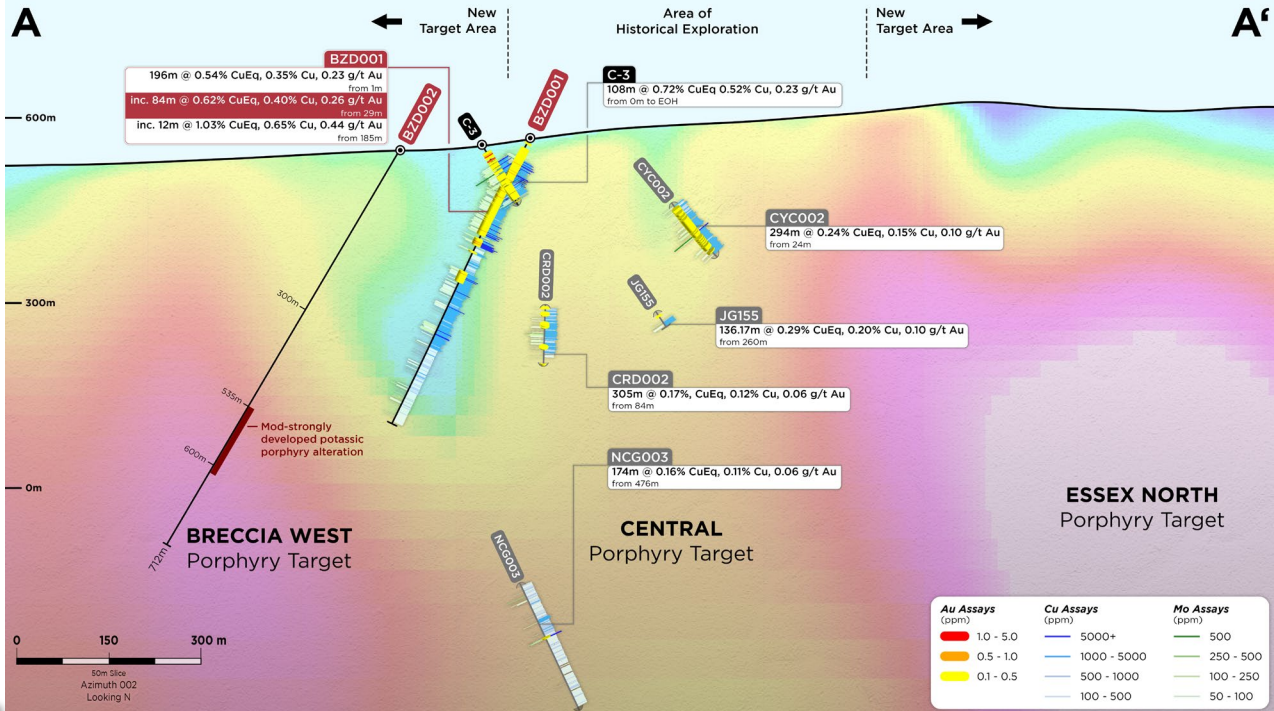 A
New
Target Area
Area of
Historical Exploration
New
Target Area
A‘
BZD001
196m @ 0.54% CuEq, 0.35% Cu, 0.23 g/t Au
from 1m
inc. 84m @ 0.62% CuEq, 0.40% Cu, 0.26 g/t Au
from 29m
inc. 12m @ 1.03% CuEq, 0.65% Cu, 0.44 g/t Au
from 185m
C-3
108m @ 0.72% CuEq 0.52% Cu, 0.23 g/t Au
from 0m to EOH
BZD002
C-3
BZD001
600m
CYC002
CYC002
294m @ 0.24% CuEq, 0.15% Cu, 0.10 g/t Au
from 24m
CRD002
JG155
300m
300m
JG155
136.17m @ 0.29% CuEq, 0.20% Cu, 0.10 g/t Au
from 260m
CRD002
305m @ 0.17%, CuEq, 0.12% Cu, 0.06 g/t Au
from 84m
535m
Mod-strongly
developed potassic
porphyry alteration
600m
NCG003
174m @ 0.16% CuEq, 0.11% Cu, 0.06 g/t Au
from 476m
0m
712m
BRECCIA WEST
Porphyry Target
NCG003
CENTRAL
Porphyry Target
ESSEX NORTH
Porphyry Target
0 150 300 m
50m Slice
Azimuth 002
Looking N
Au Assays
(ppm)
1.0 - 5.0
0.5 - 1.0
0.1 - 0.5
Cu Assays
(ppm)
5000+
1000 - 5000
500 - 1000
100 - 500
Mo Assays
(ppm)
500
250 - 500
100 - 250
50 - 100